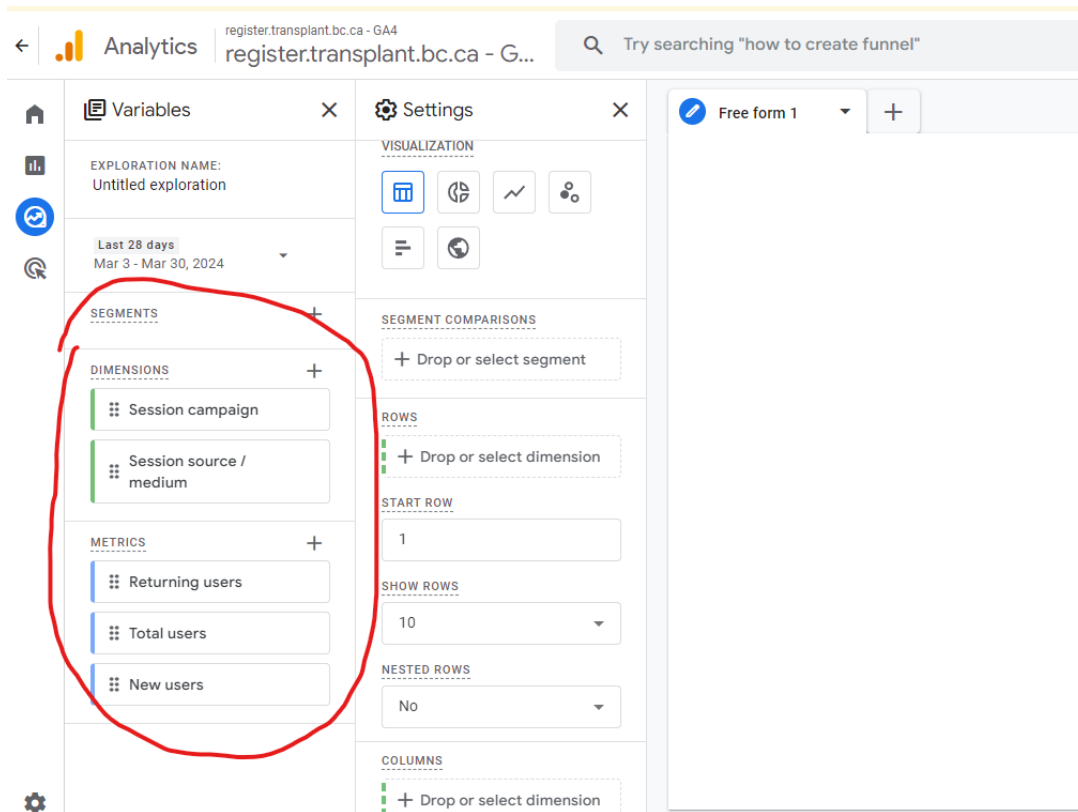 register.transplant.bc.ca - GA4
Analytics
register.transplant.bc.ca - G...
Try searching "how to create funnel"
Variables
EXPLORATION NAME:
Untitled exploration
Last 28 days
Mar 3 - Mar 30, 2024
SEGMENTS
DIMENSIONS
Session campaign
Session source /
medium
METRICS
Returning users
Total users
New users
Settings
VISUALIZATION
SEGMENT COMPARISONS
Drop or select segment
ROWS
Drop or select dimension
START ROW
1
SHOW ROWS
10
NESTED ROWS
No
COLUMNS
Drop or select dimension
Free form 1